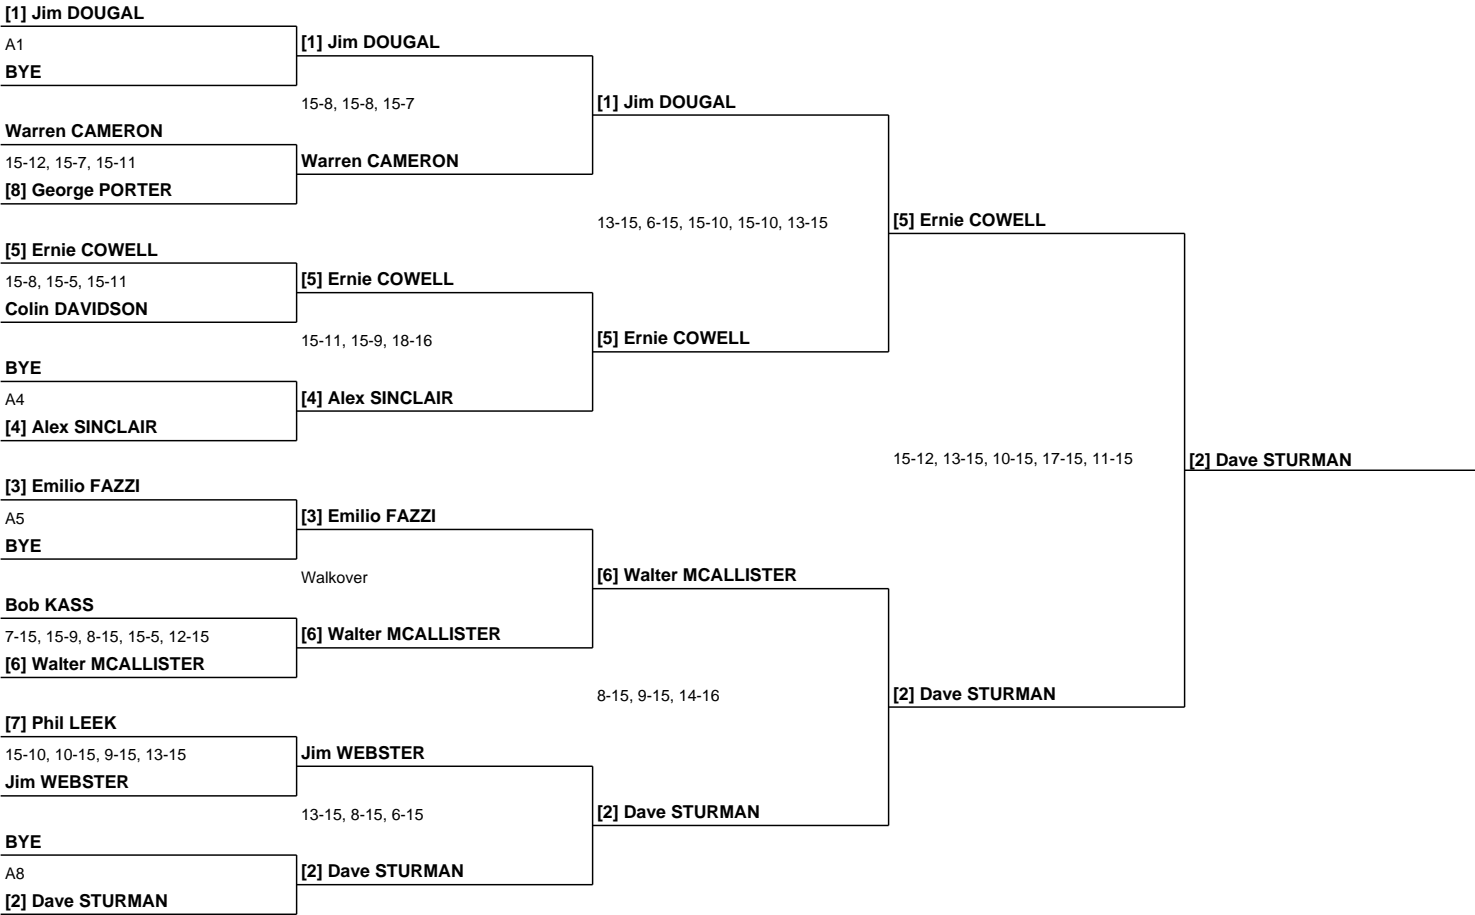 [1] Jim DOUGAL
A1
BYE
Warren CAMERON
15-12, 15-7, 15-11
[8] George PORTER
[5] Ernie COWELL
15-8, 15-5, 15-11
Colin DAVIDSON
BYE
A4
[4] Alex SINCLAIR
[3] Emilio FAZZI
A5
BYE
Bob KASS
7-15, 15-9, 8-15, 15-5, 12-15
[6] Walter MCALLISTER
[7] Phil LEEK
15-10, 10-15, 9-15, 13-15
Jim WEBSTER
BYE
A8
[2] Dave STURMAN
[1] Jim DOUGAL
15-8, 15-8, 15-7
Warren CAMERON
[5] Ernie COWELL
15-11, 15-9, 18-16
[4] Alex SINCLAIR
[3] Emilio FAZZI
Walkover
[6] Walter MCALLISTER
Jim WEBSTER
13-15, 8-15, 6-15
[2] Dave STURMAN
[1] Jim DOUGAL
13-15, 6-15, 15-10, 15-10, 13-15
[5] Ernie COWELL
[6] Walter MCALLISTER
8-15, 9-15, 14-16
[2] Dave STURMAN
[5] Ernie COWELL
15-12, 13-15, 10-15, 17-15, 11-15
[2] Dave STURMAN
[2] Dave STURMAN